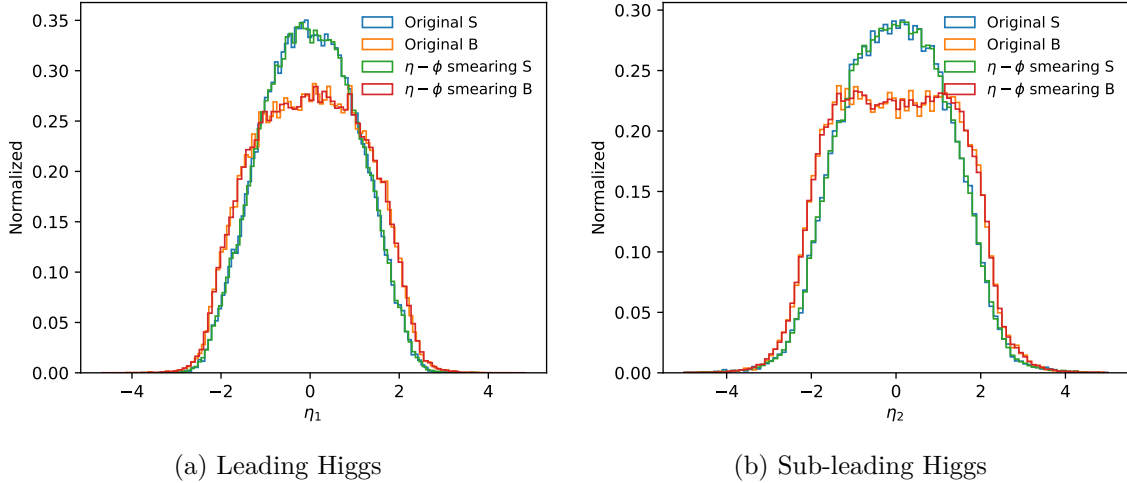 0.35
0.30
0.25
0.20
0.15
0.10
0.05
0.00
Normalized
−4
−2
0
2
4
η₁
Original S
Original B
η − ϕ smearing S
η − ϕ smearing B
(a) Leading Higgs
0.30
0.25
0.20
0.15
0.10
0.05
0.00
Normalized
−4
−2
0
2
4
η₂
Original S
Original B
η − ϕ smearing S
η − ϕ smearing B
(b) Sub-leading Higgs